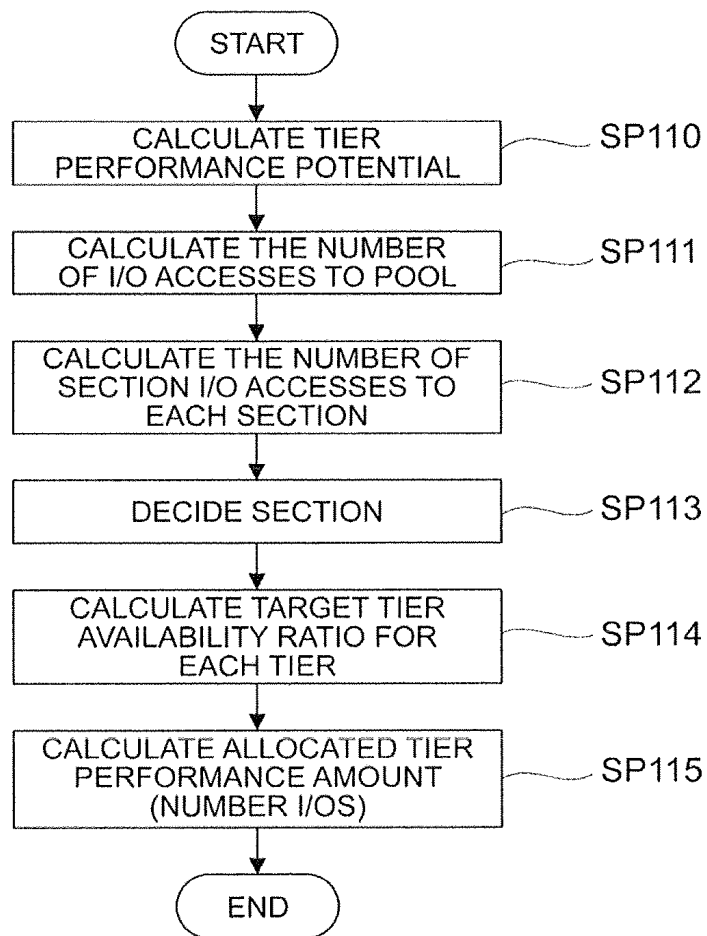 START
CALCULATE TIER
PERFORMANCE POTENTIAL
SP110
CALCULATE THE NUMBER
OF I/O ACCESSES TO POOL
SP111
CALCULATE THE NUMBER OF
SECTION I/O ACCESSES TO
EACH SECTION
SP112
DECIDE SECTION
SP113
CALCULATE TARGET TIER
AVAILABILITY RATIO FOR
EACH TIER
SP114
CALCULATE ALLOCATED TIER
PERFORMANCE AMOUNT
(NUMBER I/OS)
SP115
END